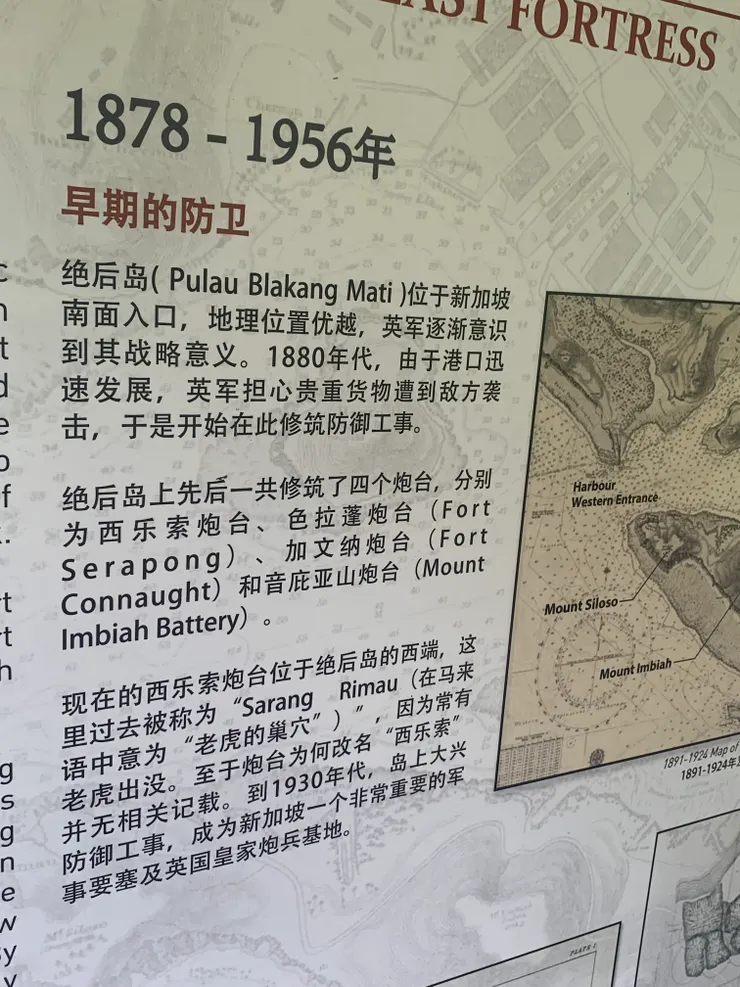 EAST FORTRESS
1878 - 1956年
早期的防卫
绝后岛( Pulau Blakang Mati )位于新加坡
南面入口，地理位置优越，英军逐渐意识
到其战略意义。1880年代，由于港口迅
速发展，英军担心贵重货物遭到敌方袭
击，于是开始在此修筑防御工事。
绝后岛上先后一共修筑了四个炮台，分别
为西乐索炮台、色拉蓬炮台（Fort
Serapong）、加文纳炮台（Fort
Connaught）和音庇亚山炮台（Mount
Imbiah Battery）。
现在的西乐索炮台位于绝后岛的西端，这
里过去被称为“Sarang Rimau（在马来
语中意为“老虎的巢穴”）”，因为常有
老虎出没。至于炮台为何改名“西乐索”
并无相关记载。到1930年代，岛上大兴
防御工事，成为新加坡一个非常重要的军
事要塞及英国皇家炮兵基地。
Harbour
Western Entrance
Mount Siloso
Mount Imbiah
1891-1924 Map of
1891-1924年
PLATE I.